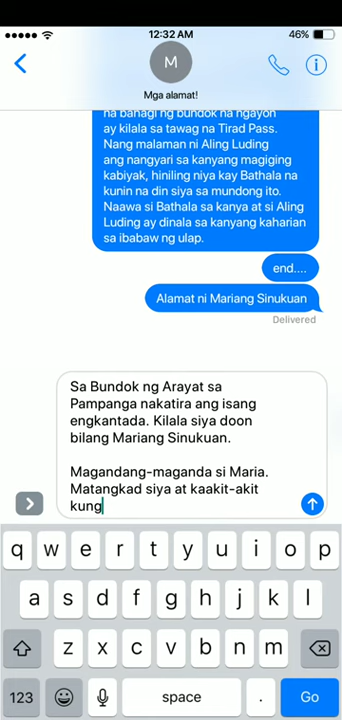 12:32 AM
46%
M
Mga alamat!
na bahagi ng bundok na ngayon
ay kilala sa tawag na Tirad Pass.
Nang malaman ni Aling Luding
ang nangyari sa kanyang magiging
kabiyak, hiniling niya kay Bathala na
kunin na din siya sa mundong ito.
Naawa si Bathala sa kanya at si Aling
Luding ay dinala sa kanyang kaharian
sa ibabaw ng ulap.
end....
Alamat ni Mariang Sinukuan
Delivered
Sa Bundok ng Arayat sa
Pampanga nakatira ang isang
engkantada. Kilala siya doon
bilang Mariang Sinukuan.
Magandang-maganda si Maria.
Matangkad siya at kaakit-akit
kung
q w e r t y u i o p
a s d f g h j k l
z x c v b n m
123 space . Go